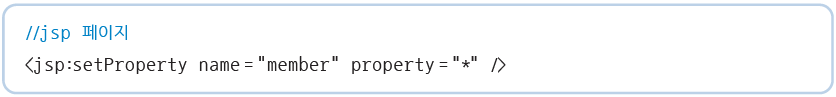 //jsp 페이지
<jsp:setProperty name="member" property="*" />